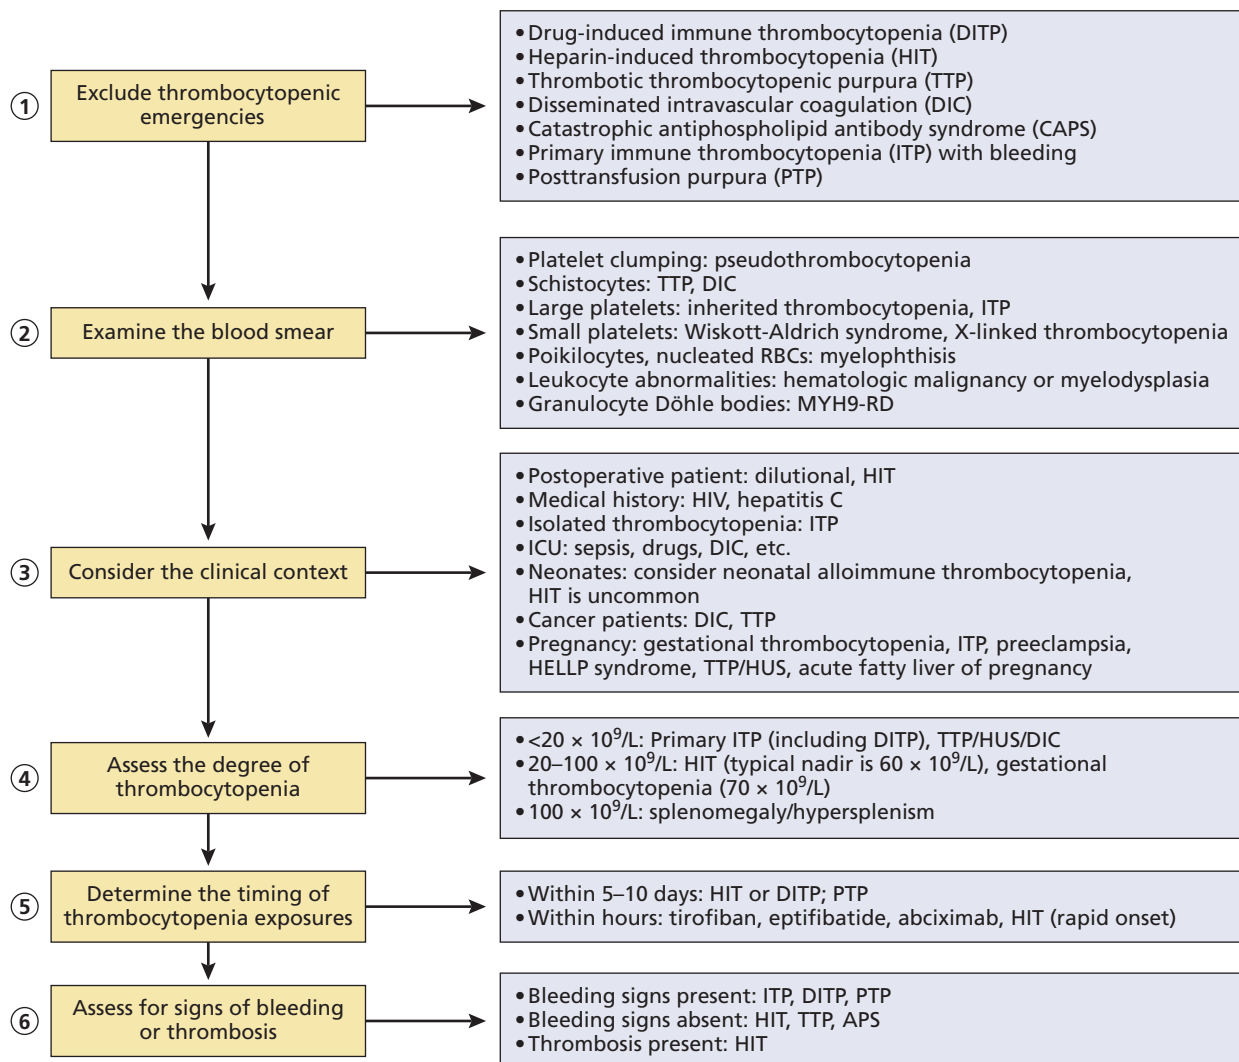 ① Exclude thrombocytopenic
emergencies
• Drug-induced immune thrombocytopenia (DITP)
• Heparin-induced thrombocytopenia (HIT)
• Thrombotic thrombocytopenic purpura (TTP)
• Disseminated intravascular coagulation (DIC)
• Catastrophic antiphospholipid antibody syndrome (CAPS)
• Primary immune thrombocytopenia (ITP) with bleeding
• Posttransfusion purpura (PTP)
② Examine the blood smear
• Platelet clumping: pseudothrombocytopenia
• Schistocytes: TTP, DIC
• Large platelets: inherited thrombocytopenia, ITP
• Small platelets: Wiskott-Aldrich syndrome, X-linked thrombocytopenia
• Poikilocytes, nucleated RBCs: myelophthisis
• Leukocyte abnormalities: hematologic malignancy or myelodysplasia
• Granulocyte Döhle bodies: MYH9-RD
③ Consider the clinical context
• Postoperative patient: dilutional, HIT
• Medical history: HIV, hepatitis C
• Isolated thrombocytopenia: ITP
• ICU: sepsis, drugs, DIC, etc.
• Neonates: consider neonatal alloimmune thrombocytopenia,
HIT is uncommon
• Cancer patients: DIC, TTP
• Pregnancy: gestational thrombocytopenia, ITP, preeclampsia,
HELLP syndrome, TTP/HUS, acute fatty liver of pregnancy
④ Assess the degree of
thrombocytopenia
• <20 × 10⁹/L: Primary ITP (including DITP), TTP/HUS/DIC
• 20–100 × 10⁹/L: HIT (typical nadir is 60 × 10⁹/L), gestational
thrombocytopenia (70 × 10⁹/L)
• 100 × 10⁹/L: splenomegaly/hypersplenism
⑤ Determine the timing of
thrombocytopenia exposures
• Within 5–10 days: HIT or DITP; PTP
• Within hours: tirofiban, eptifibatide, abciximab, HIT (rapid onset)
⑥ Assess for signs of bleeding
or thrombosis
• Bleeding signs present: ITP, DITP, PTP
• Bleeding signs absent: HIT, TTP, APS
• Thrombosis present: HIT